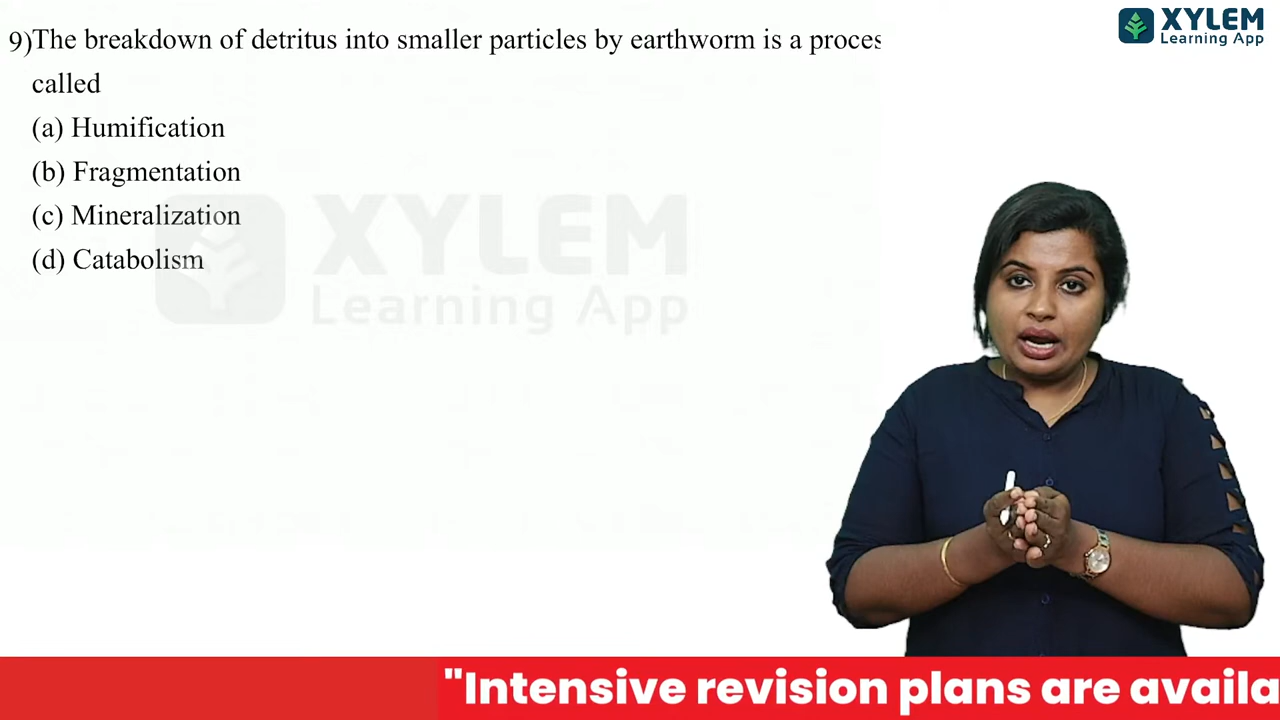 XYLEM
Learning App
9)The breakdown of detritus into smaller particles by earthworm is a proces
called
(a) Humification
(b) Fragmentation
(c) Mineralization
(d) Catabolism
XYLEM
Learning App
"Intensive revision plans are availa